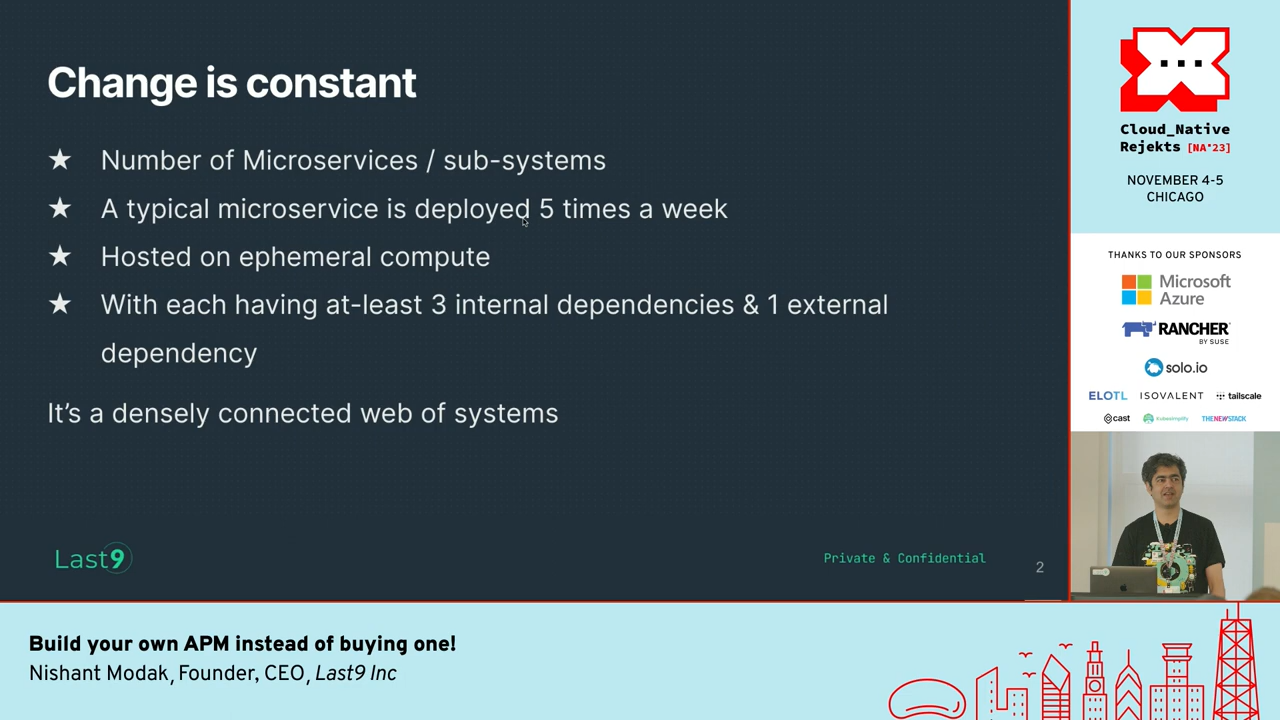 Change is constant
★ Number of Microservices / sub-systems
★ A typical microservice is deployed 5 times a week
★ Hosted on ephemeral compute
★ With each having at-least 3 internal dependencies & 1 external
dependency
It's a densely connected web of systems
Last9
Private & Confidential
2
Cloud_Native
Rejekts [NA'23]
NOVEMBER 4-5
CHICAGO
THANKS TO OUR SPONSORS
Microsoft
Azure
RANCHER
BY SUSE
solo.io
ELOTL ISOVALENT tailscale
cast kubesimplify THENEWSTACK
Build your own APM instead of buying one!
Nishant Modak, Founder, CEO, Last9 Inc